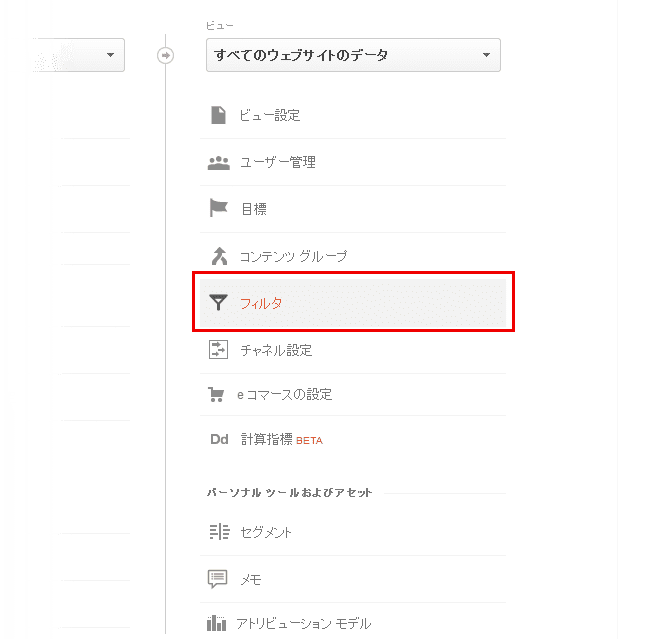 ビュー
すべてのウェブサイトのデータ
ビュー設定
ユーザー管理
目標
コンテンツ グループ
フィルタ
チャネル設定
e コマースの設定
Dd 計算指標 BETA
パーソナル ツールおよびアセット
セグメント
メモ
アトリビューション モデル